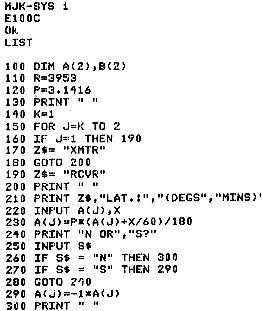 MJK-SYS 1
E100C
Ok
LIST
100 DIM A(2),B(2)
110 R=3953
120 P=3.1416
130 PRINT " "
140 K=1
150 FOR J=K TO 2
160 IF J=1 THEN 190
170 Z$= "XMTR"
180 GOTO 200
190 Z$= "RCVR"
200 PRINT " "
210 PRINT Z$,"LAT.:","(DEGS","MINS)"
220 INPUT A(J),X
230 A(J)=P*(A(J)+X/60)/180
240 PRINT "N OR","S?"
250 INPUT S$
260 IF S$ = "N" THEN 300
270 IF S$ = "S" THEN 290
280 GOTO 240
290 A(J)=-1*A(J)
300 PRINT " "